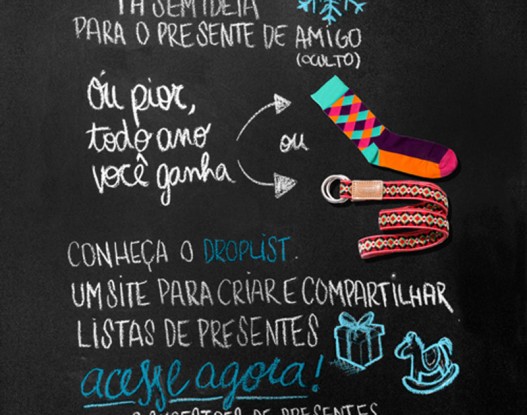 TÁ SEM IDEIA
PARA O PRESENTE DE AMIGO
(OCULTO)
Ou pior,
todo ano
você ganha
ou
CONHEÇA O DROPLIST.
UM SITE PARA CRIAR E COMPARTILHAR
LISTAS DE PRESENTES
acesse agora!
DE PRESENTES